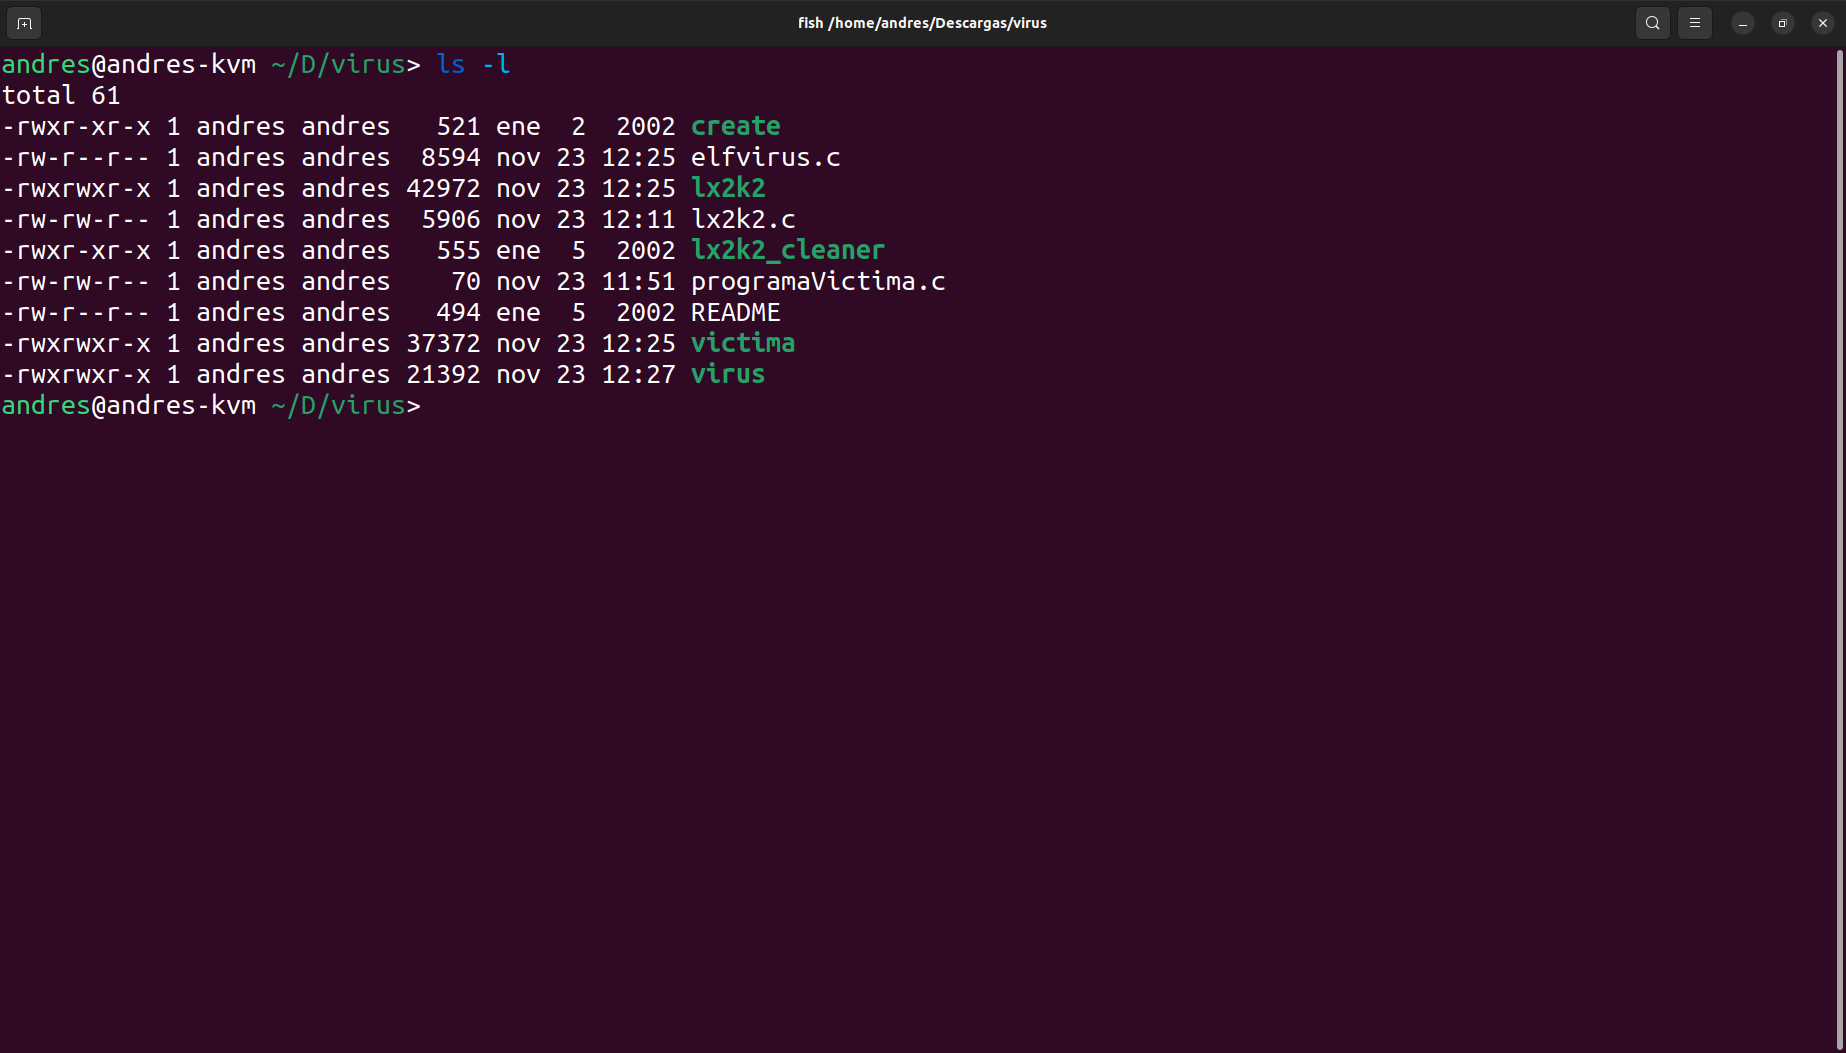 fish /home/andres/Descargas/virus
andres@andres-kvm ~/D/virus> ls -l
total 61
-rwxr-xr-x 1 andres andres   521 ene  2  2002 create
-rw-r--r-- 1 andres andres  8594 nov 23 12:25 elfvirus.c
-rwxrwxr-x 1 andres andres 42972 nov 23 12:25 lx2k2
-rw-rw-r-- 1 andres andres  5906 nov 23 12:11 lx2k2.c
-rwxr-xr-x 1 andres andres   555 ene  5  2002 lx2k2_cleaner
-rw-rw-r-- 1 andres andres    70 nov 23 11:51 programaVictima.c
-rw-r--r-- 1 andres andres   494 ene  5  2002 README
-rwxrwxr-x 1 andres andres 37372 nov 23 12:25 victima
-rwxrwxr-x 1 andres andres 21392 nov 23 12:27 virus
andres@andres-kvm ~/D/virus>